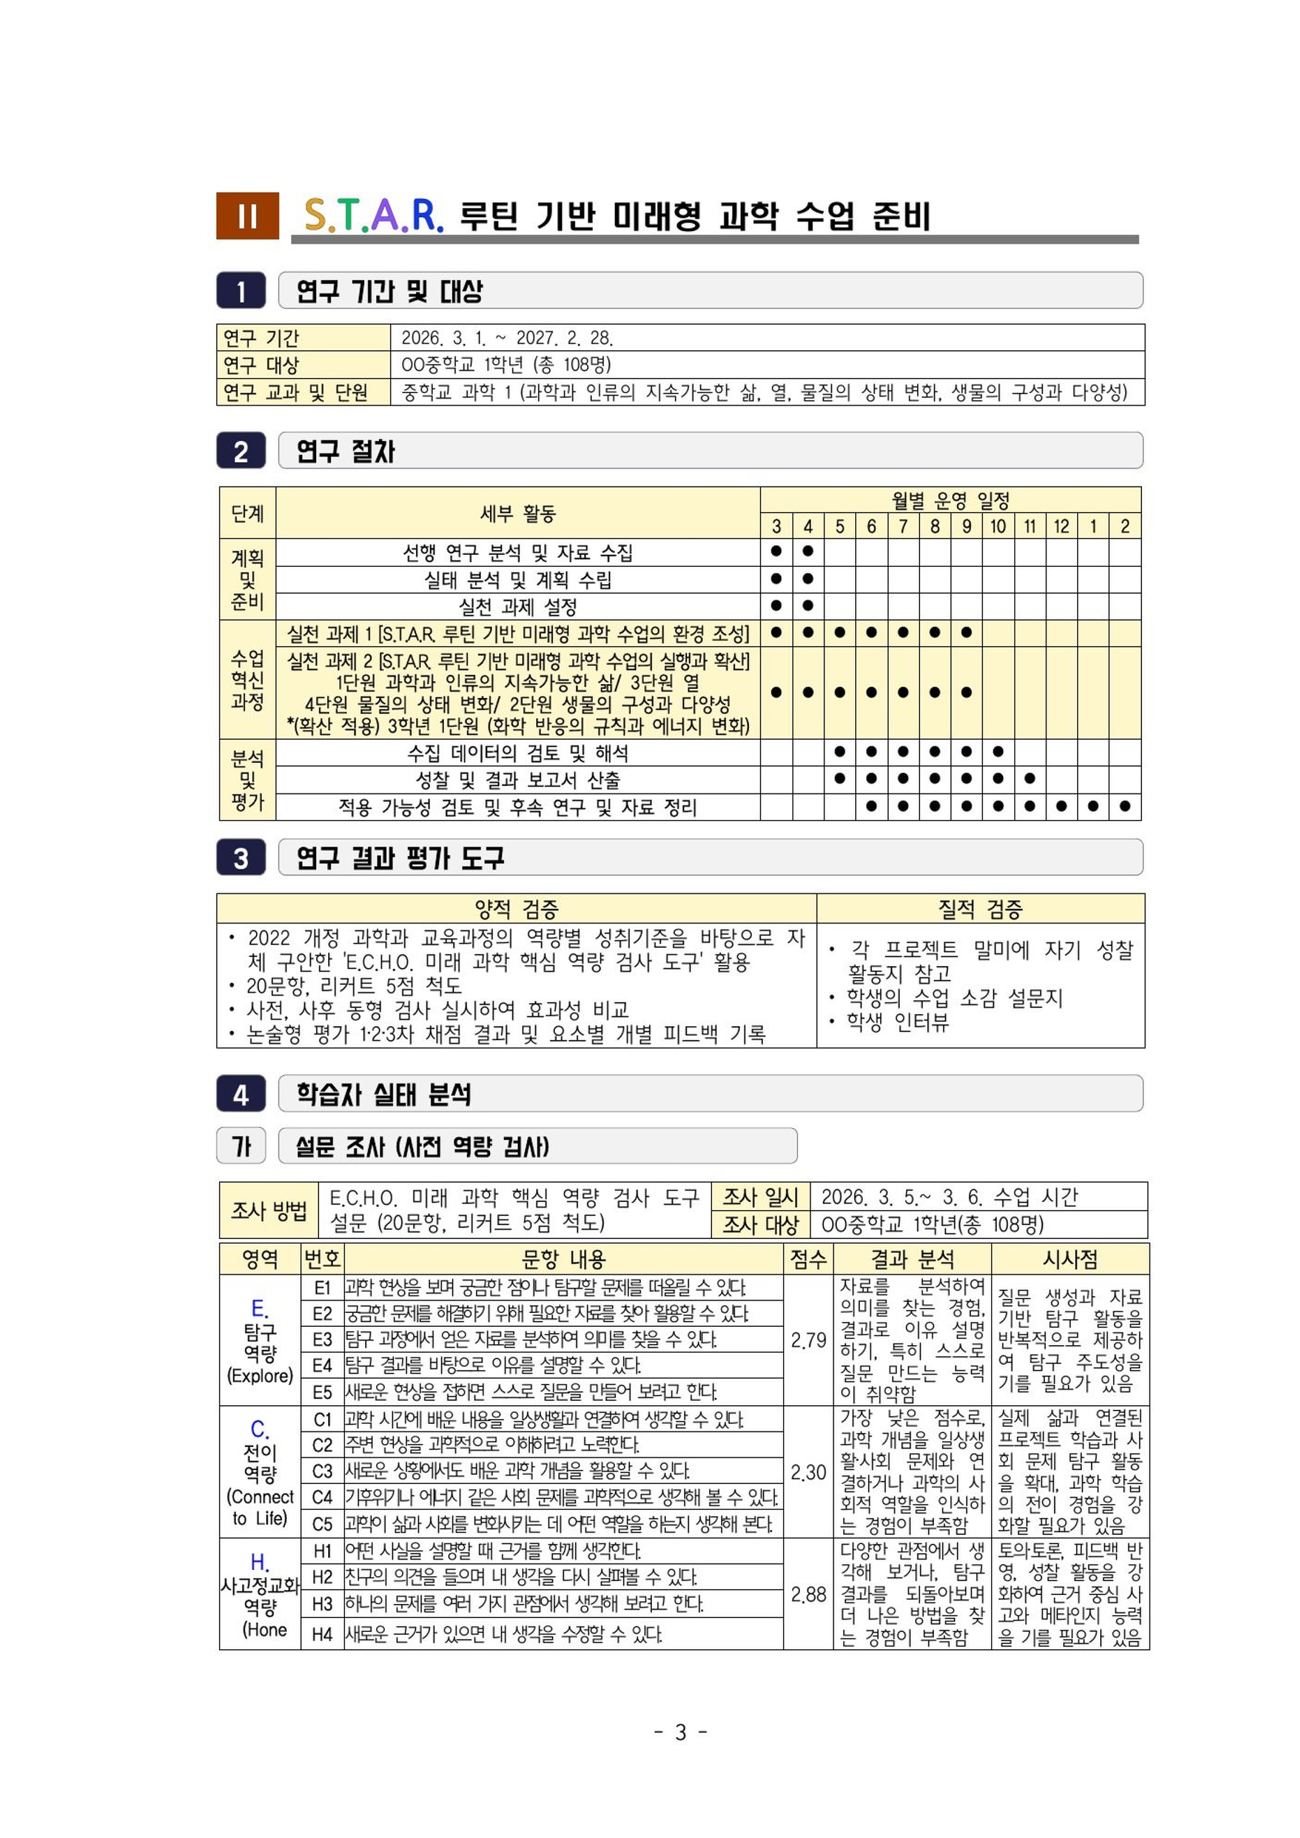 II S.T.A.R. 루틴 기반 미래형 과학 수업 준비
1 연구 기간 및 대상
연구 기간 2026. 3. 1. ~ 2027. 2. 28.
연구 대상 OO중학교 1학년 (총 108명)
연구 교과 및 단원 중학교 과학 1 (과학과 인류의 지속가능한 삶, 열, 물질의 상태 변화, 생물의 구성과 다양성)
2 연구 절차
단계 세부 활동 월별 운영 일정
3 4 5 6 7 8 9 10 11 12 1 2
계획
및
준비
선행 연구 분석 및 자료 수집 ● ●
실태 분석 및 계획 수립 ● ●
실천 과제 설정 ● ●
수업
혁신
과정
실천 과제 1 [S.T.A.R. 루틴 기반 미래형 과학 수업의 환경 조성] ● ● ● ● ● ● ●
실천 과제 2 [S.T.A.R. 루틴 기반 미래형 과학 수업의 실행과 확산]
1단원 과학과 인류의 지속가능한 삶/ 3단원 열
4단원 물질의 상태 변화/ 2단원 생물의 구성과 다양성
*(확산 적용) 3학년 1단원 (화학 반응의 규칙과 에너지 변화)
● ● ● ● ● ● ●
분석
및
평가
수집 데이터의 검토 및 해석 ● ● ● ● ● ●
성찰 및 결과 보고서 산출 ● ● ● ● ● ● ●
적용 가능성 검토 및 후속 연구 및 자료 정리 ● ● ● ● ● ● ● ● ●
3 연구 결과 평가 도구
양적 검증
• 2022 개정 과학과 교육과정의 역량별 성취기준을 바탕으로 자
체 구안한 'E.C.H.O. 미래 과학 핵심 역량 검사 도구' 활용
• 20문항, 리커트 5점 척도
• 사전, 사후 동형 검사 실시하여 효과성 비교
• 논술형 평가 1·2·3차 채점 결과 및 요소별 개별 피드백 기록
질적 검증
• 각 프로젝트 말미에 자기 성찰
활동지 참고
• 학생의 수업 소감 설문지
• 학생 인터뷰
4 학습자 실태 분석
가 설문 조사 (사전 역량 검사)
조사 방법
E.C.H.O. 미래 과학 핵심 역량 검사 도구
설문 (20문항, 리커트 5점 척도)
조사 일시 2026. 3. 5.~ 3. 6. 수업 시간
조사 대상 OO중학교 1학년(총 108명)
영역 번호 문항 내용 점수 결과 분석 시사점
E.
탐구
역량
(Explore)
E1 과학 현상을 보며 궁금한 점이나 탐구할 문제를 떠올릴 수 있다.
E2 궁금한 문제를 해결하기 위해 필요한 자료를 찾아 활용할 수 있다.
E3 탐구 과정에서 얻은 자료를 분석하여 의미를 찾을 수 있다.
E4 탐구 결과를 바탕으로 이유를 설명할 수 있다.
E5 새로운 현상을 접하면 스스로 질문을 만들어 보려고 한다.
2.79
자료를 분석하여
의미를 찾는 경험,
결과로 이유 설명
하기, 특히 스스로
질문 만드는 능력
이 취약함
질문 생성과 자료
기반 탐구 활동을
반복적으로 제공하
여 탐구 주도성을
기를 필요가 있음
C.
전이
역량
(Connect
to Life)
C1 과학 시간에 배운 내용을 일상생활과 연결하여 생각할 수 있다.
C2 주변 현상을 과학적으로 이해하려고 노력한다.
C3 새로운 상황에서도 배운 과학 개념을 활용할 수 있다.
C4 기후위기나 에너지 같은 사회 문제를 과학적으로 생각해 볼 수 있다.
C5 과학이 삶과 사회를 변화시키는 데 어떤 역할을 하는지 생각해 본다.
2.30
가장 낮은 점수로,
과학 개념을 일상생
활·사회 문제와 연
결하거나 과학의 사
회적 역할을 인식하
는 경험이 부족함
실제 삶과 연결된
프로젝트 학습과 사
회 문제 탐구 활동
을 확대, 과학 학습
의 전이 경험을 강
화할 필요가 있음
H.
사고정교화
역량
(Hone
H1 어떤 사실을 설명할 때 근거를 함께 생각한다.
H2 친구의 의견을 들으며 내 생각을 다시 살펴볼 수 있다.
H3 하나의 문제를 여러 가지 관점에서 생각해 보려고 한다.
H4 새로운 근거가 있으면 내 생각을 수정할 수 있다.
2.88
다양한 관점에서 생
각해 보거나, 탐구
결과를 되돌아보며
더 나은 방법을 찾
는 경험이 부족함
토의·토론, 피드백 반
영, 성찰 활동을 강
화하여 근거 중심 사
고와 메타인지 능력
을 기를 필요가 있음
- 3 -